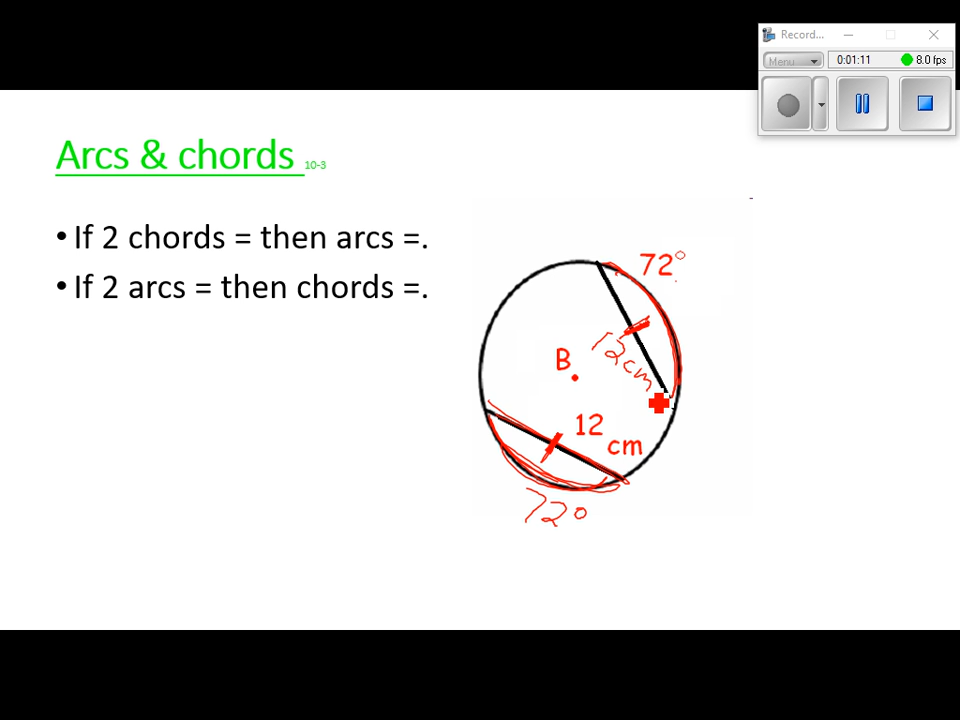 Record...
Menu
0:01:11
8.0 fps
Arcs & chords 10-3
• If 2 chords = then arcs =.
• If 2 arcs = then chords =.
72°
12cm
B
12
cm
72°